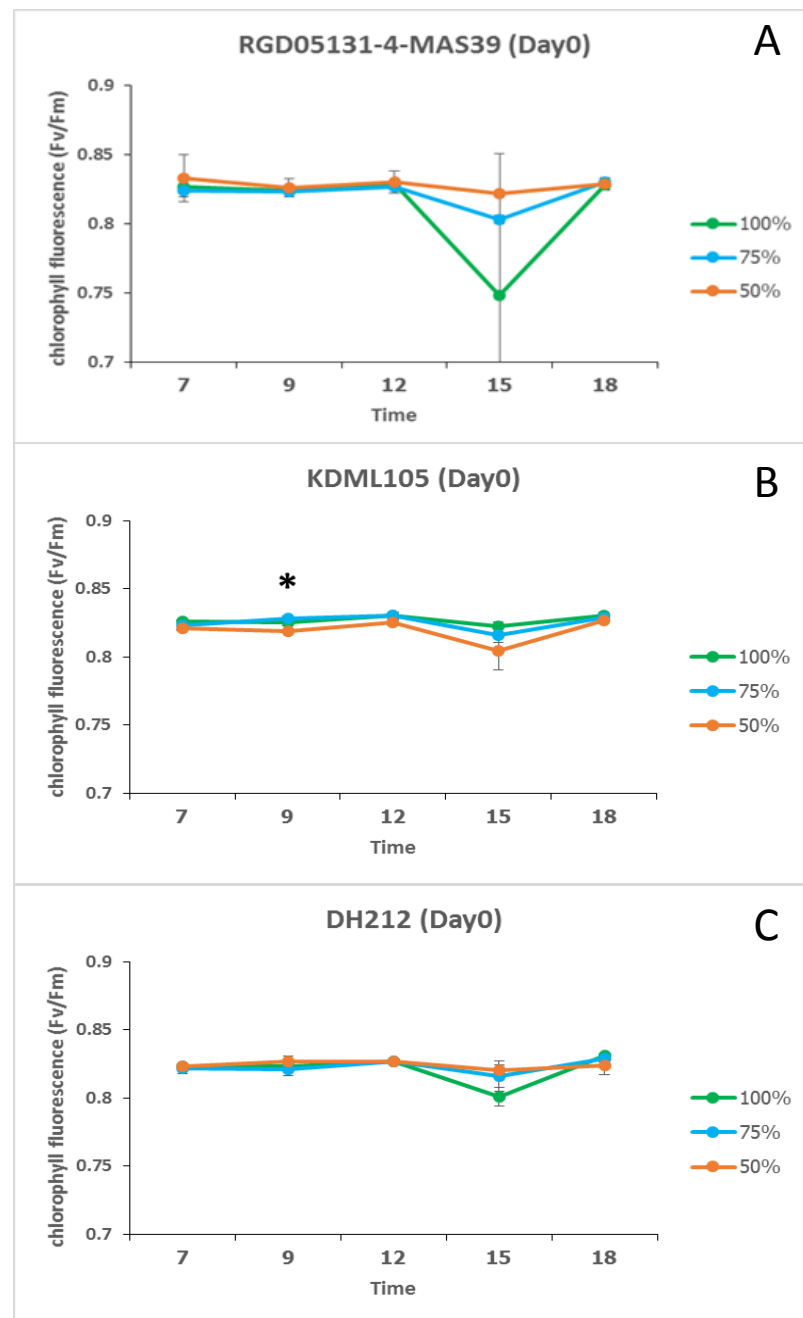 RGD05131-4-MAS39 (Day0)
A
chlorophyll fluorescence (Fv/Fm)
0.9
0.85
0.8
0.75
0.7
7 9 12 15 18
Time
100%
75%
50%
KDML105 (Day0)
B
chlorophyll fluorescence (Fv/Fm)
0.9
0.85
0.8
0.75
0.7
*
7 9 12 15 18
Time
100%
75%
50%
DH212 (Day0)
C
chlorophyll fluorescence (Fv/Fm)
0.9
0.85
0.8
0.75
0.7
7 9 12 15 18
Time
100%
75%
50%